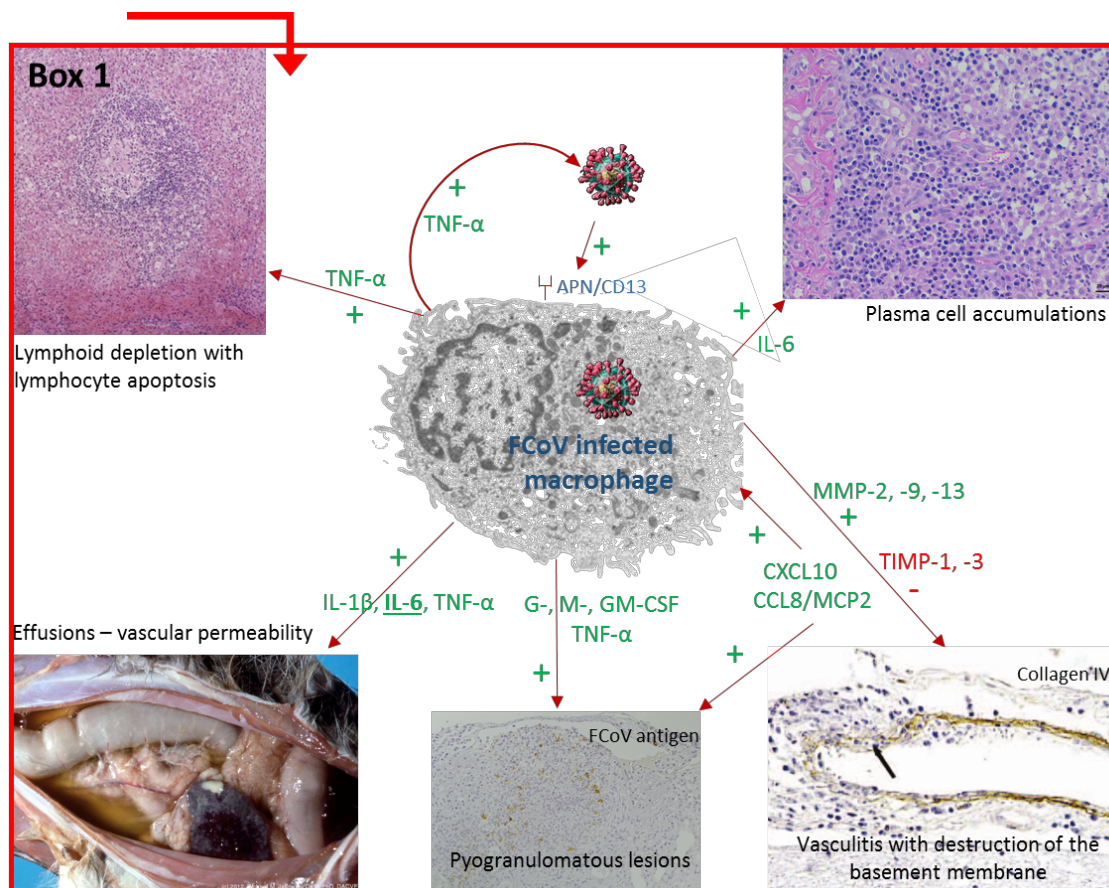 Box 1
+
TNF-α
+
APN/CD13
TNF-α
+
Lymphoid depletion with
lymphocyte apoptosis
+
IL-6
Plasma cell accumulations
FCoV infected
macrophage
MMP-2, -9, -13
+
TIMP-1, -3
-
+
CXCL10
CCL8/MCP2
+
+
IL-1β, IL-6, TNF-α
Effusions – vascular permeability
G-, M-, GM-CSF
TNF-α
+
FCoV antigen
Pyogranulomatous lesions
Collagen IV
Vasculitis with destruction of the
basement membrane